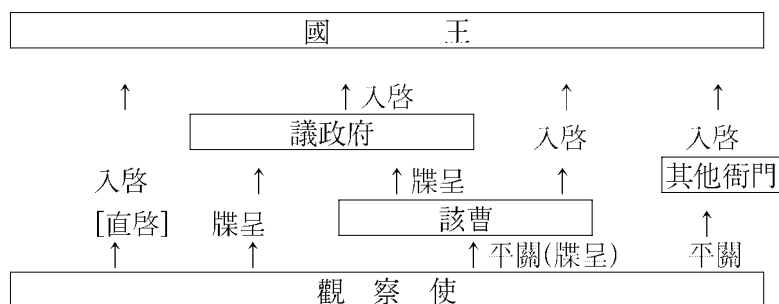 國 王
↑ ↑入啓 ↑ ↑
議政府 入啓 入啓
入啓 ↑ ↑牒呈 ↑ 其他衙門
[直啓] 牒呈 該曹 ↑
↑ ↑ ↑平關(牒呈) 平關
觀 察 使